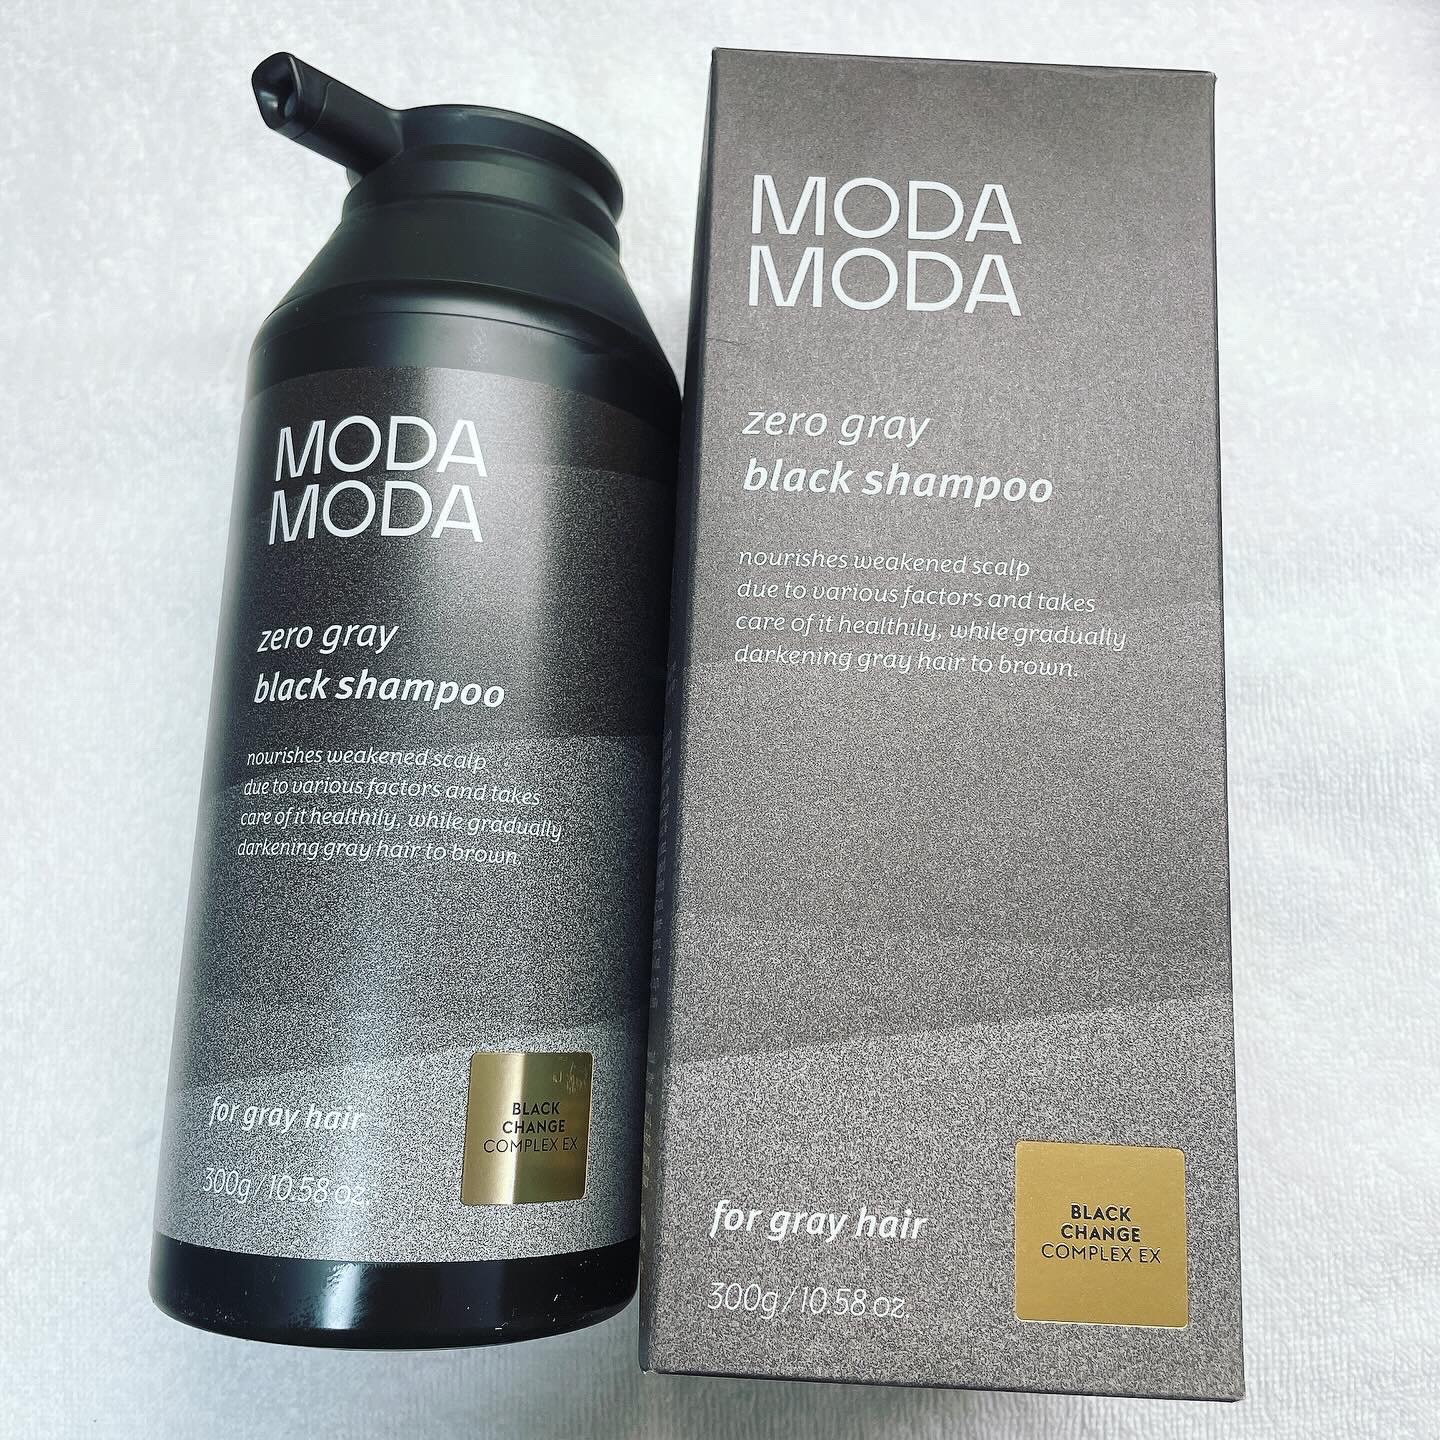 MODA
MODA
zero gray
black shampoo
nourishes weakened scalp
due to various factors and takes
care of it healthily, while gradually
darkening gray hair to brown.
for gray hair
300g / 10.58 oz.
BLACK
CHANGE
COMPLEX EX
MODA
MODA
zero gray
black shampoo
nourishes weakened scalp
due to various factors and takes
care of it healthily, while gradually
darkening gray hair to brown.
for gray hair
300g / 10.58 oz.
BLACK
CHANGE
COMPLEX EX